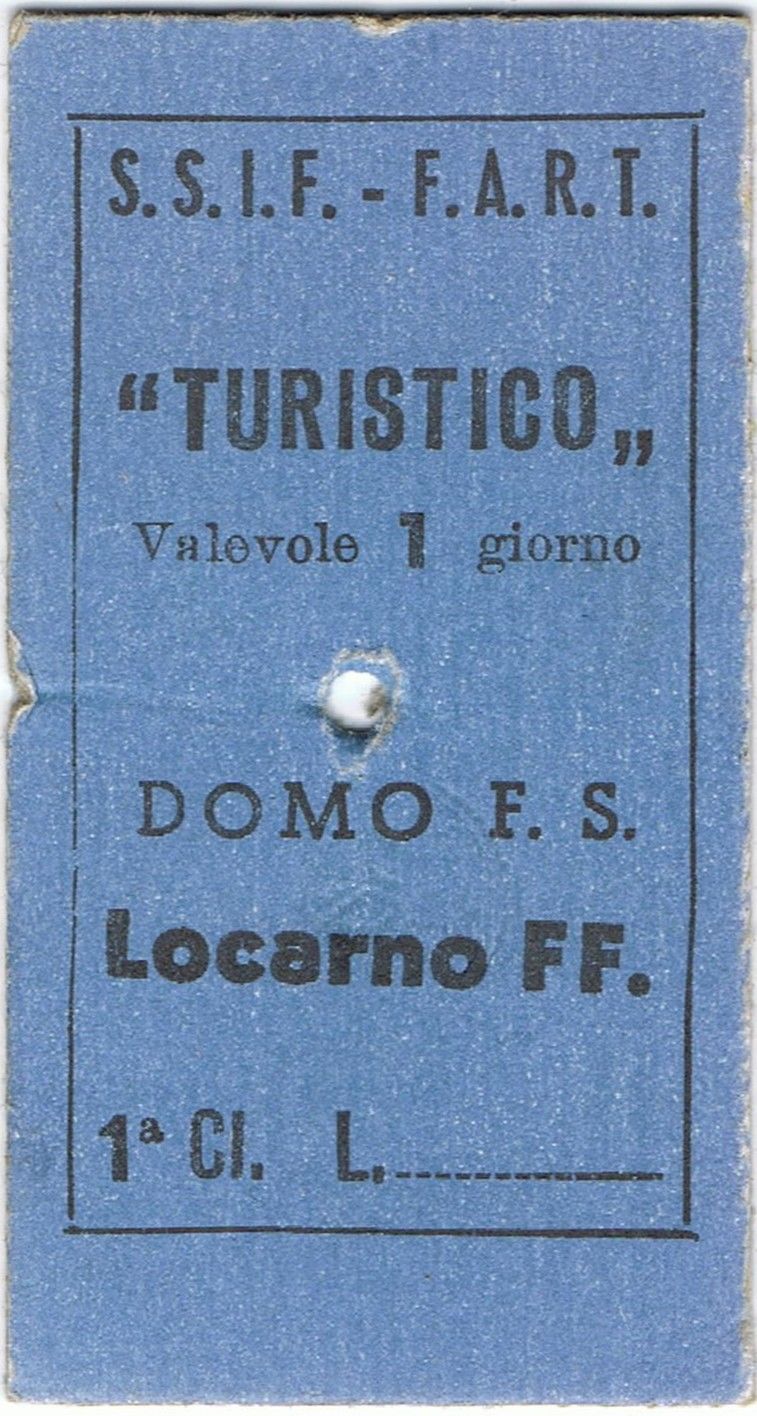 S.S.I.F. - F.A.R.T.
“TURISTICO„
Valevole 1 giorno
DOMO F. S.
Locarno FF.
1ª Cl. L.............